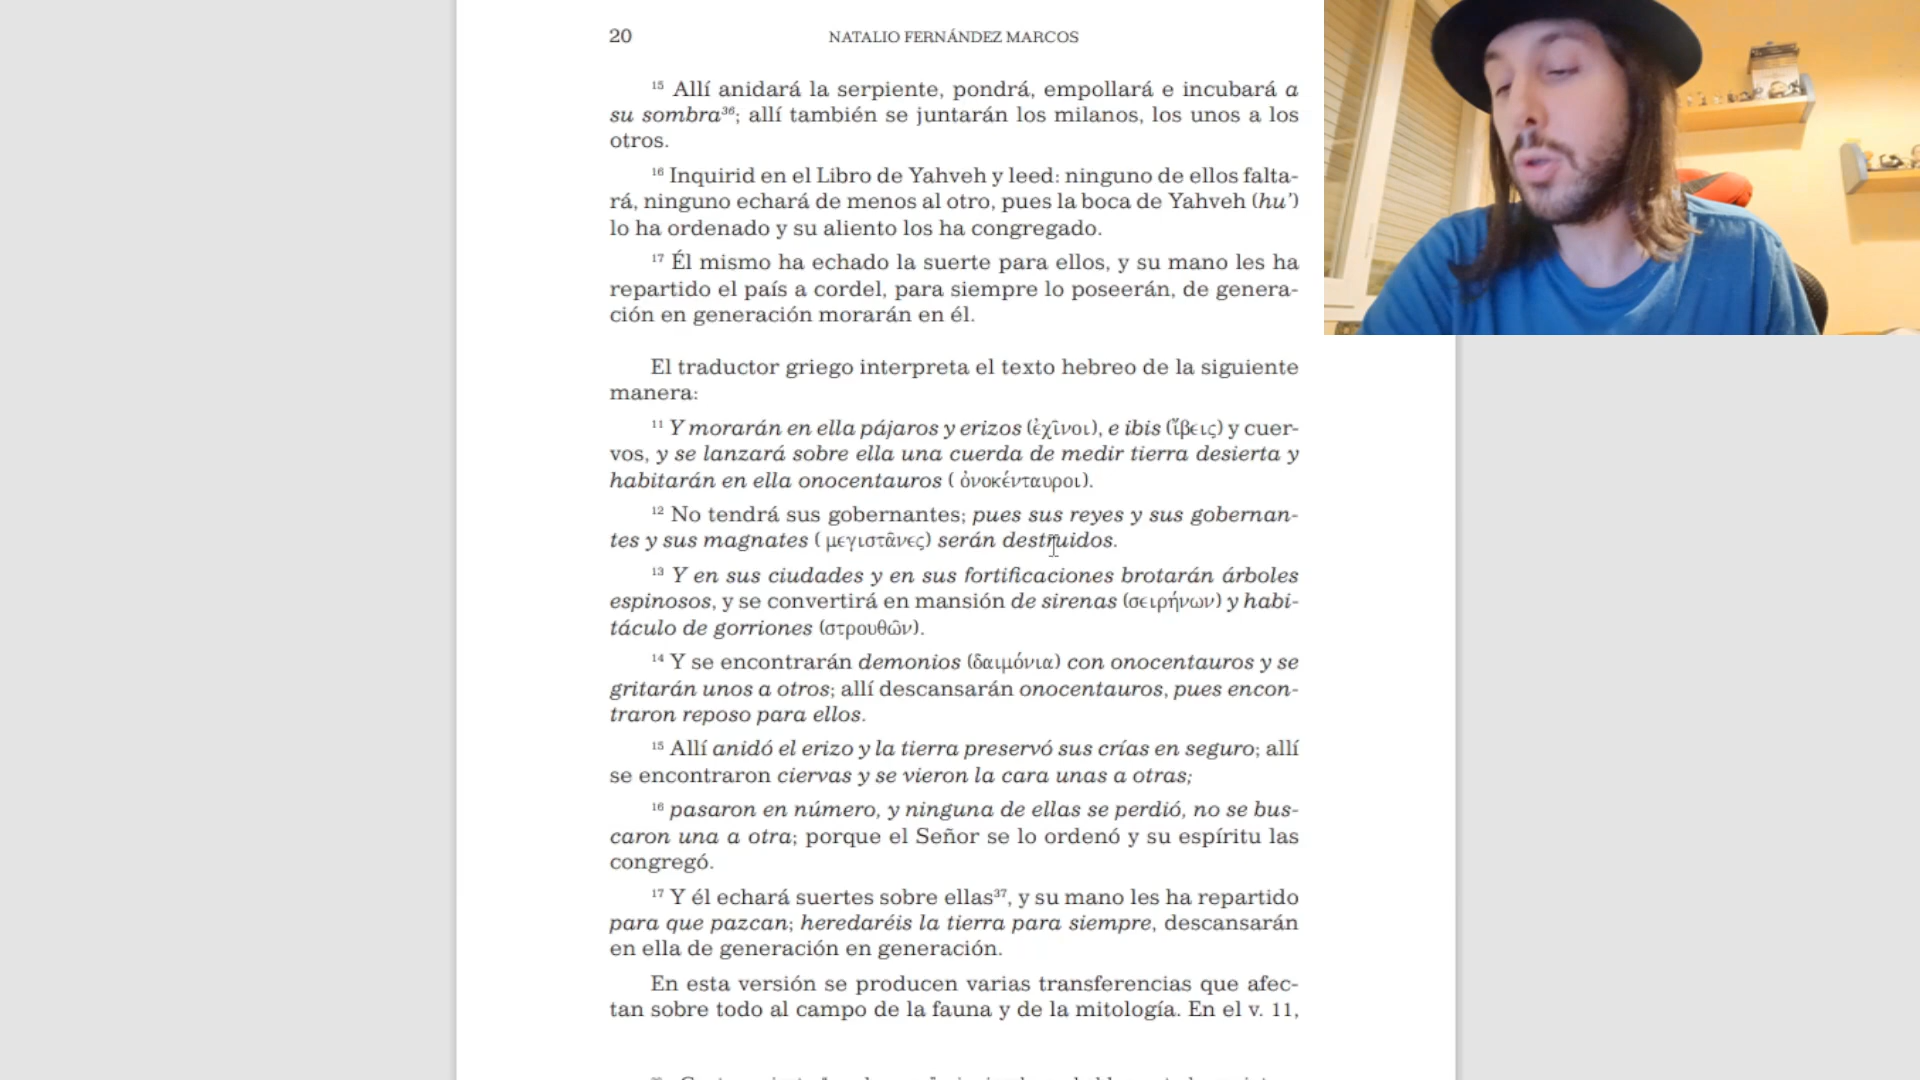 20
NATALIO FERNÁNDEZ MARCOS
¹⁵ Allí anidará la serpiente, pondrá, empollará e incubará a
su sombra³⁶; allí también se juntarán los milanos, los unos a los
otros.
¹⁶ Inquirid en el Libro de Yahveh y leed: ninguno de ellos falta-
rá, ninguno echará de menos al otro, pues la boca de Yahveh (hu’)
lo ha ordenado y su aliento los ha congregado.
¹⁷ Él mismo ha echado la suerte para ellos, y su mano les ha
repartido el país a cordel, para siempre lo poseerán, de genera-
ción en generación morarán en él.
El traductor griego interpreta el texto hebreo de la siguiente
manera:
¹¹ Y morarán en ella pájaros y erizos (ἐχῖνοι), e ibis (ἴβεις) y cuer-
vos, y se lanzará sobre ella una cuerda de medir tierra desierta y
habitarán en ella onocentauros ( ὀνοκένταυροι).
¹² No tendrá sus gobernantes; pues sus reyes y sus gobernan-
tes y sus magnates ( μεγιστᾶνες) serán destruidos.
¹³ Y en sus ciudades y en sus fortificaciones brotarán árboles
espinosos, y se convertirá en mansión de sirenas (σειρήνων) y habi-
táculo de gorriones (στρουθῶν).
¹⁴ Y se encontrarán demonios (δαιμόνια) con onocentauros y se
gritarán unos a otros; allí descansarán onocentauros, pues encon-
traron reposo para ellos.
¹⁵ Allí anidó el erizo y la tierra preservó sus crías en seguro; allí
se encontraron ciervas y se vieron la cara unas a otras;
¹⁶ pasaron en número, y ninguna de ellas se perdió, no se bus-
caron una a otra; porque el Señor se lo ordenó y su espíritu las
congregó.
¹⁷ Y él echará suertes sobre ellas³⁷, y su mano les ha repartido
para que pazcan; heredaréis la tierra para siempre, descansarán
en ella de generación en generación.
En esta versión se producen varias transferencias que afec-
tan sobre todo al campo de la fauna y de la mitología. En el v. 11,